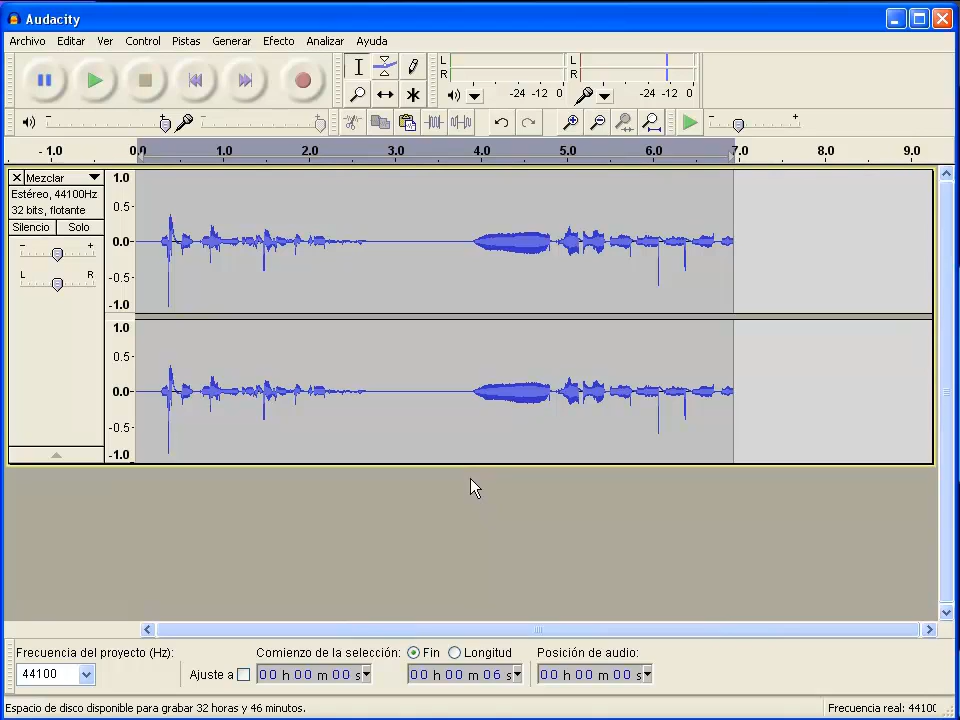 Audacity
Archivo Editar Ver Control Pistas Generar Efecto Analizar Ayuda
L
R
-24 -12 0
L
R
-24 -12 0
- 1.0 0.0 1.0 2.0 3.0 4.0 5.0 6.0 7.0 8.0 9.0
Mezclar
Estéreo, 44100Hz
32 bits, flotante
Silencio Solo
- +
L R
1.0
0.5
0.0
-0.5
-1.0
1.0
0.5
0.0
-0.5
-1.0
Frecuencia del proyecto (Hz): Comienzo de la selección: Fin Longitud Posición de audio:
44100 Ajuste a 00 h 00 m 00 s 00 h 00 m 06 s 00 h 00 m 00 s
Espacio de disco disponible para grabar 32 horas y 46 minutos. Frecuencia real: 44100